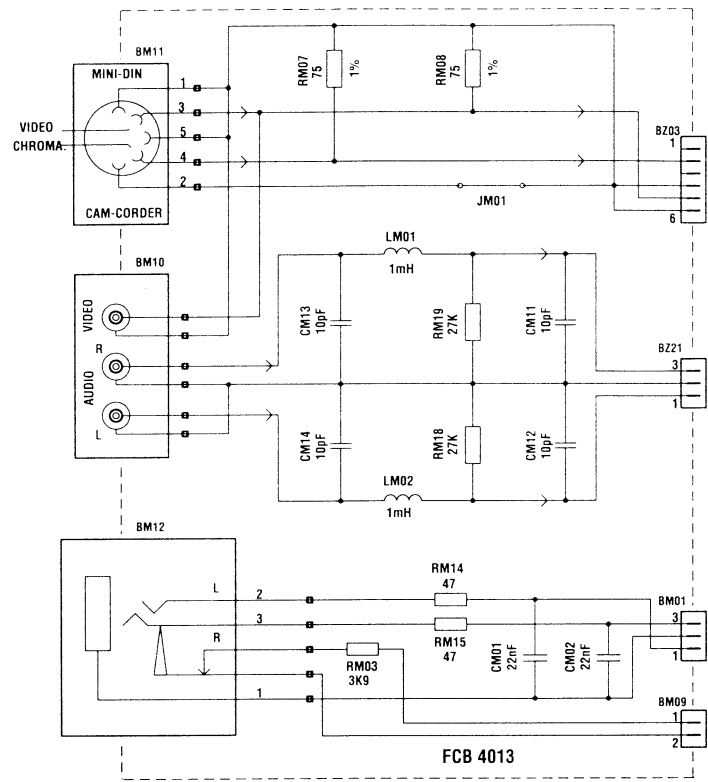 BM11
MINI-DIN
1
3
5
4
2
VIDEO
CHROMA.
CAM-CORDER
RM07
75
1%
RM08
75
1%
JM01
BZ03
1
6
BM10
VIDEO
R
AUDIO
L
LM01
1mH
CM13
10pF
RM19
27K
CM11
10pF
BZ21
3
1
CM14
10pF
RM18
27K
CM12
10pF
LM02
1mH
BM12
L
2
3
R
1
RM14
47
RM15
47
RM03
3K9
CM01
22nF
CM02
22nF
BM01
3
1
BM09
1
2
FCB 4013